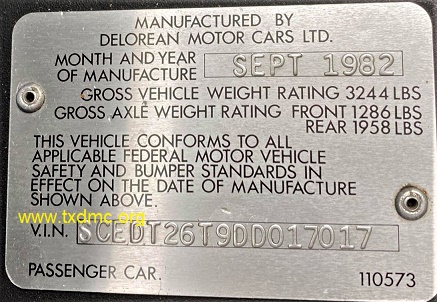 MANUFACTURED BY
DELOREAN MOTOR CARS LTD.
MONTH AND YEAR
OF MANUFACTURE SEPT 1982
GROSS VEHICLE WEIGHT RATING 3244 LBS
GROSS AXLE WEIGHT RATING FRONT 1286 LBS
REAR 1958 LBS
THIS VEHICLE CONFORMS TO ALL
APPLICABLE FEDERAL MOTOR VEHICLE
SAFETY AND BUMPER STANDARDS IN
EFFECT ON THE DATE OF MANUFACTURE
SHOWN ABOVE.
www.txdmc.org
V.I.N. SCEDT26T9DD017017
PASSENGER CAR. 110573